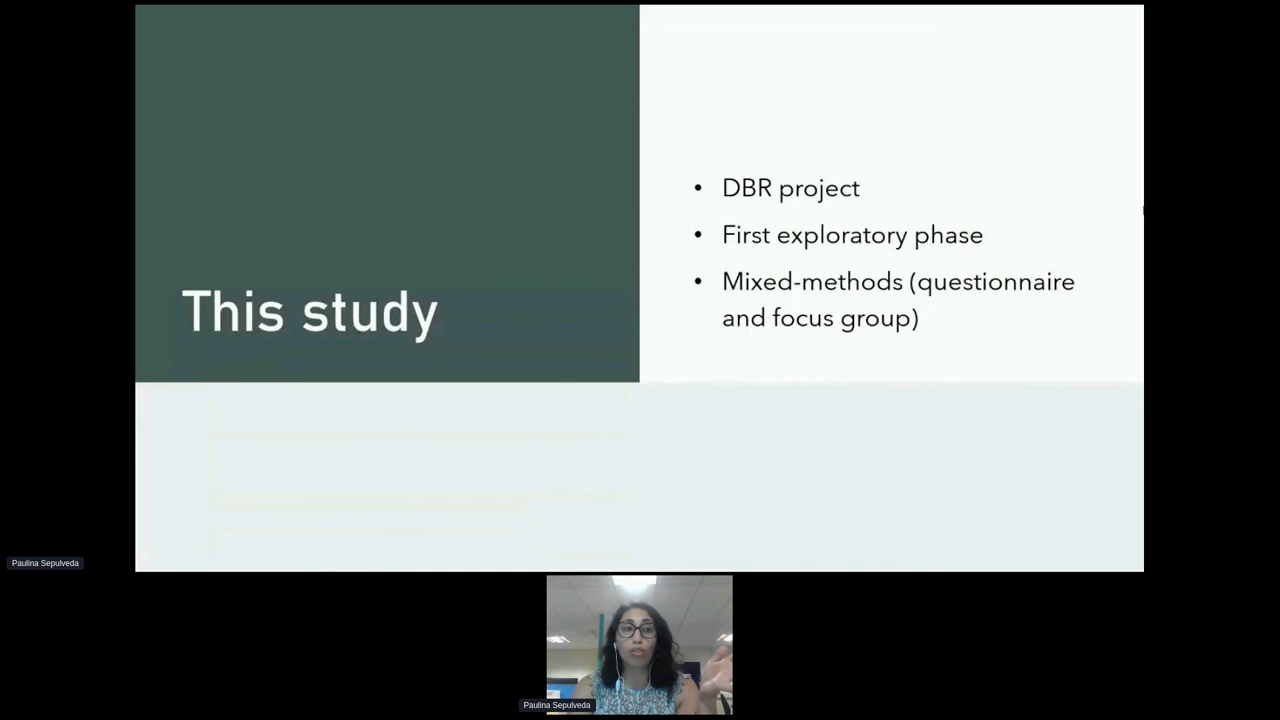 This study
• DBR project
• First exploratory phase
• Mixed-methods (questionnaire
and focus group)
Paulina Sepulveda
Paulina Sepulveda